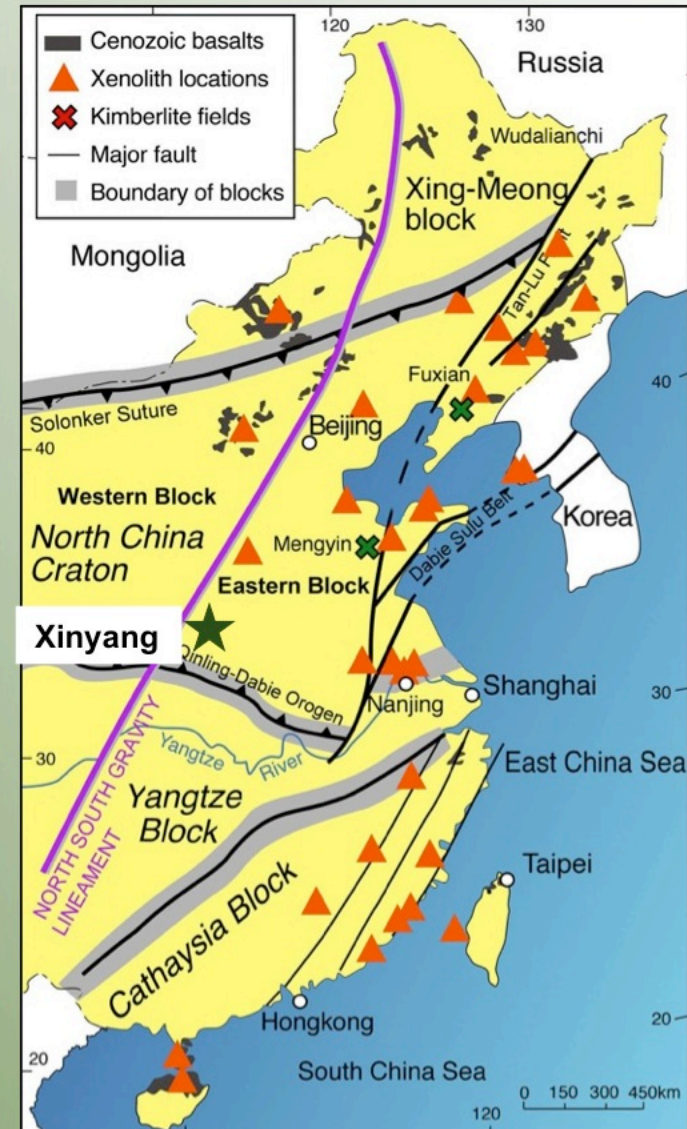 120
130
Cenozoic basalts
Xenolith locations
Kimberlite fields
Major fault
Boundary of blocks
Russia
Wudalianchi
Xing-Meong
block
Mongolia
Tan-Lu
Fuxian
40
Solonker Suture
Beijing
40
Western Block
North China
Craton
Korea
Mengyin
Dabie Sulu Belt
Eastern Block
Xinyang
Qinling-Dabie Orogen
Shanghai
30
Nanjing
30
Yangtze
River
East China Sea
Yangtze
Block
NORTH SOUTH GRAVITY
LINEAMENT
Taipei
Cathaysia Block
Hongkong
20
20
South China Sea
0 150 300 450km
120